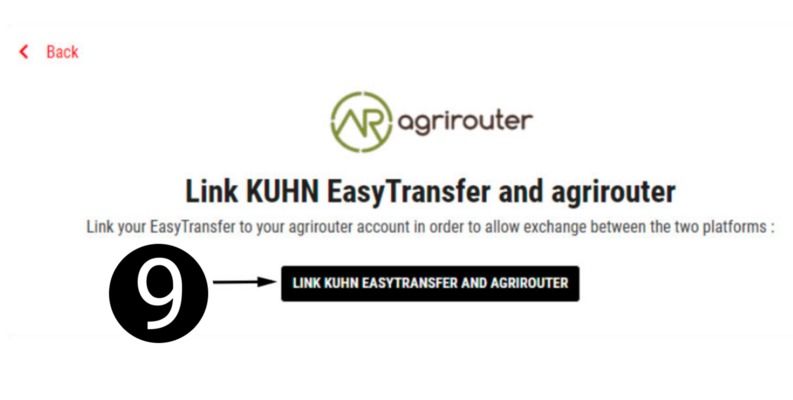 Back
AR agrirouter
Link KUHN EasyTransfer and agrirouter
Link your EasyTransfer to your agrirouter account in order to allow exchange between the two platforms :
9
LINK KUHN EASYTRANSFER AND AGRIROUTER